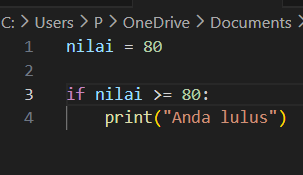 C: > Users > P > OneDrive > Documents >
1 nilai = 80
2
3 if nilai >= 80:
4 print("Anda lulus")